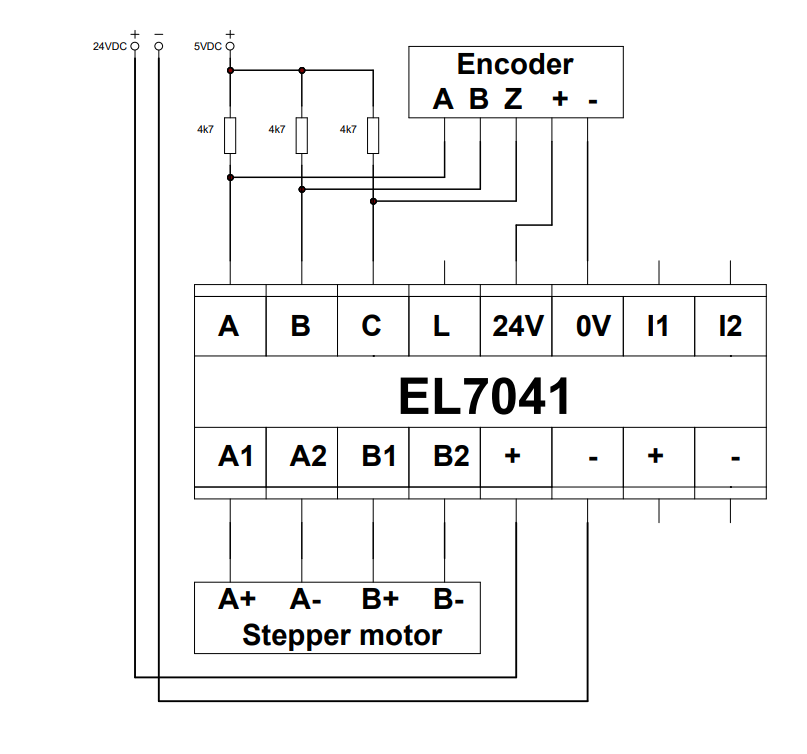 + − +
24VDC 5VDC
Encoder
A B Z + -
4k7 4k7 4k7
A B C L 24V 0V I1 I2
EL7041
A1 A2 B1 B2 + - + -
A+ A- B+ B-
Stepper motor